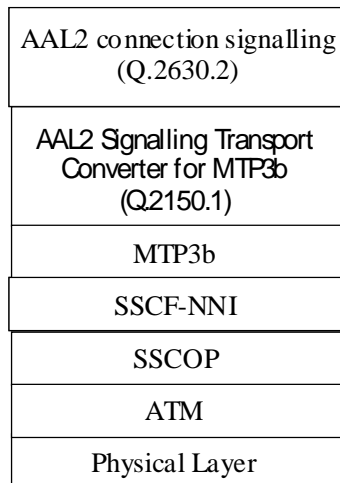 AAL2 connection signalling
(Q.2630.2)
AAL2 Signalling Transport
Converter for MTP3b
(Q.2150.1)
MTP3b
SSCF-NNI
SSCOP
ATM
Physical Layer